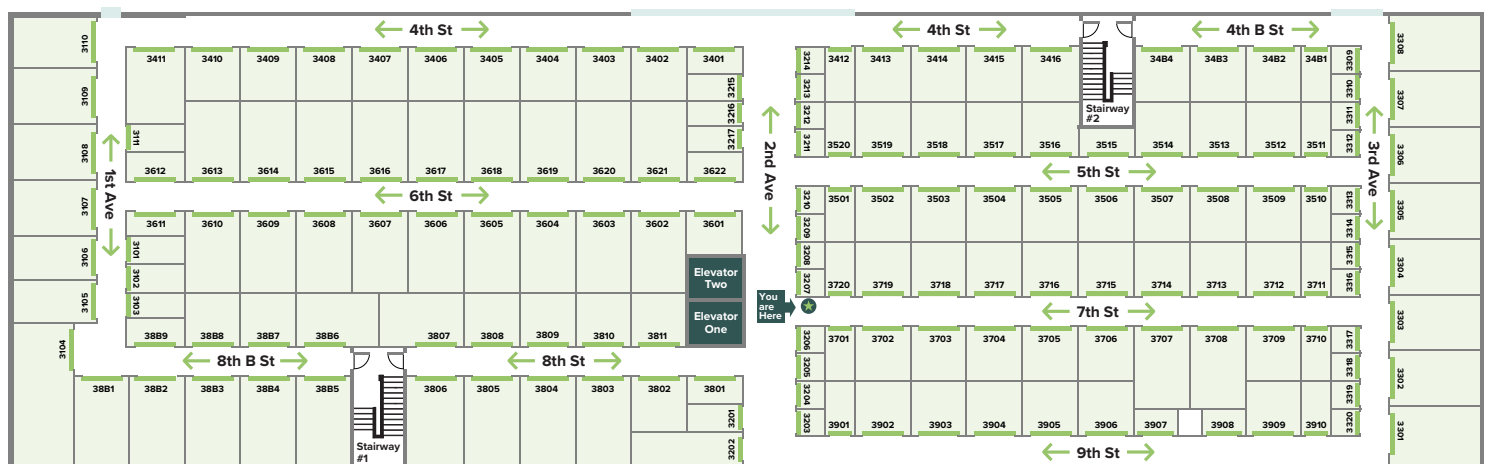 4th St
4th St
4th B St
3411 3410 3409 3408 3407 3406 3405 3404 3403 3402 3401
3412 3413 3414 3415 3416
34B4 34B3 34B2 34B1
3110
3109
3108
3107
3106
3105
3104
1st Ave
3111
3215
3216
3217
3612 3613 3614 3615 3616 3617 3618 3619 3620 3621 3622
6th St
3611 3610 3609 3608 3607 3606 3605 3604 3603 3602 3601
3101
3102
3103
Elevator
Two
Elevator
One
38B9 38B8 38B7 38B6 3807 3808 3809 3810 3811
8th B St
8th St
38B1 38B2 38B3 38B4 38B5
3806 3805 3804 3803 3802 3801
3201
3202
Stairway
#1
2nd Ave
You
are
Here
3214
3213
3212
3211
Stairway
#2
3309
3310
3311
3312
3520 3519 3518 3517 3516 3515 3514 3513 3512 3511
5th St
3210
3209
3208
3207
3501 3502 3503 3504 3505 3506 3507 3508 3509 3510
3313
3314
3315
3316
3720 3719 3718 3717 3716 3715 3714 3713 3712 3711
7th St
3206
3205
3204
3203
3701 3702 3703 3704 3705 3706 3707 3708 3709 3710
3317
3318
3319
3320
3901 3902 3903 3904 3905 3906 3907 3908 3909 3910
9th St
3rd Ave
3308
3307
3306
3305
3304
3303
3302
3301